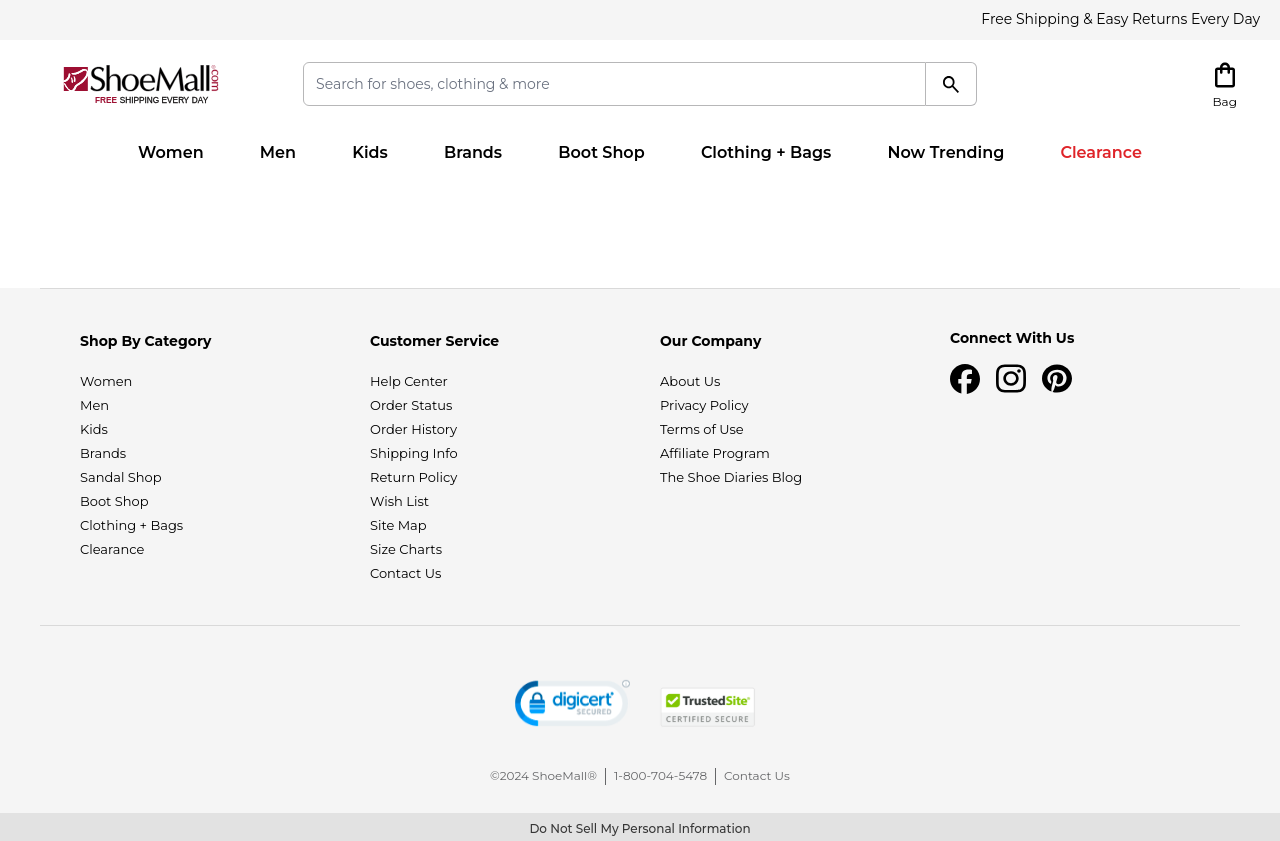 Free Shipping & Easy Returns Every Day
ShoeMall.com
FREE SHIPPING EVERY DAY
Search for shoes, clothing & more
Bag
Women
Men
Kids
Brands
Boot Shop
Clothing + Bags
Now Trending
Clearance
Shop By Category
Women
Men
Kids
Brands
Sandal Shop
Boot Shop
Clothing + Bags
Clearance
Customer Service
Help Center
Order Status
Order History
Shipping Info
Return Policy
Wish List
Site Map
Size Charts
Contact Us
Our Company
About Us
Privacy Policy
Terms of Use
Affiliate Program
The Shoe Diaries Blog
Connect With Us
digicert®
SECURED
TrustedSite
CERTIFIED SECURE
©2024 ShoeMall® | 1-800-704-5478 | Contact Us
Do Not Sell My Personal Information